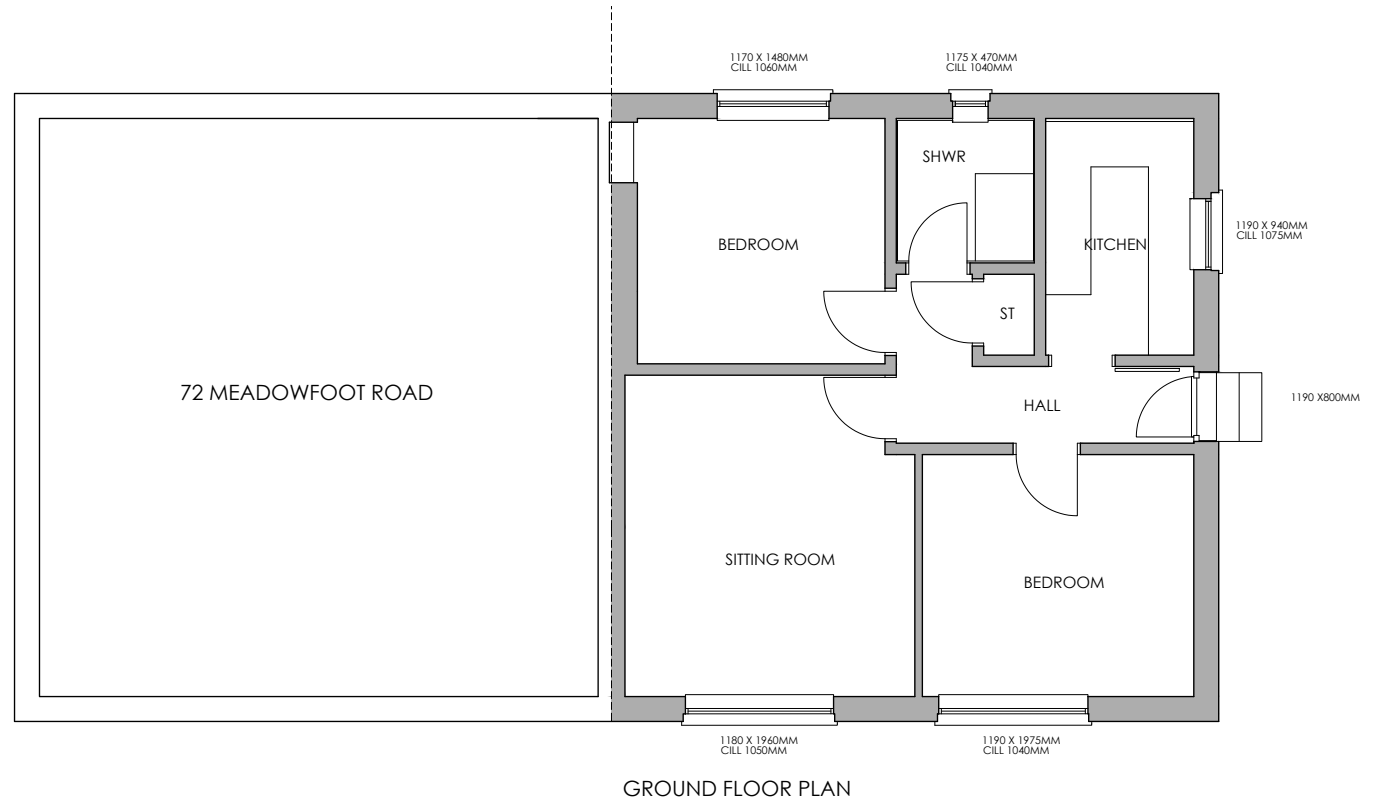 1170 X 1480MM
CILL 1060MM
1175 X 470MM
CILL 1040MM
SHWR
BEDROOM
KITCHEN
1190 X 940MM
CILL 1075MM
ST
72 MEADOWFOOT ROAD
HALL
1190 X800MM
SITTING ROOM
BEDROOM
1180 X 1960MM
CILL 1050MM
1190 X 1975MM
CILL 1040MM
GROUND FLOOR PLAN